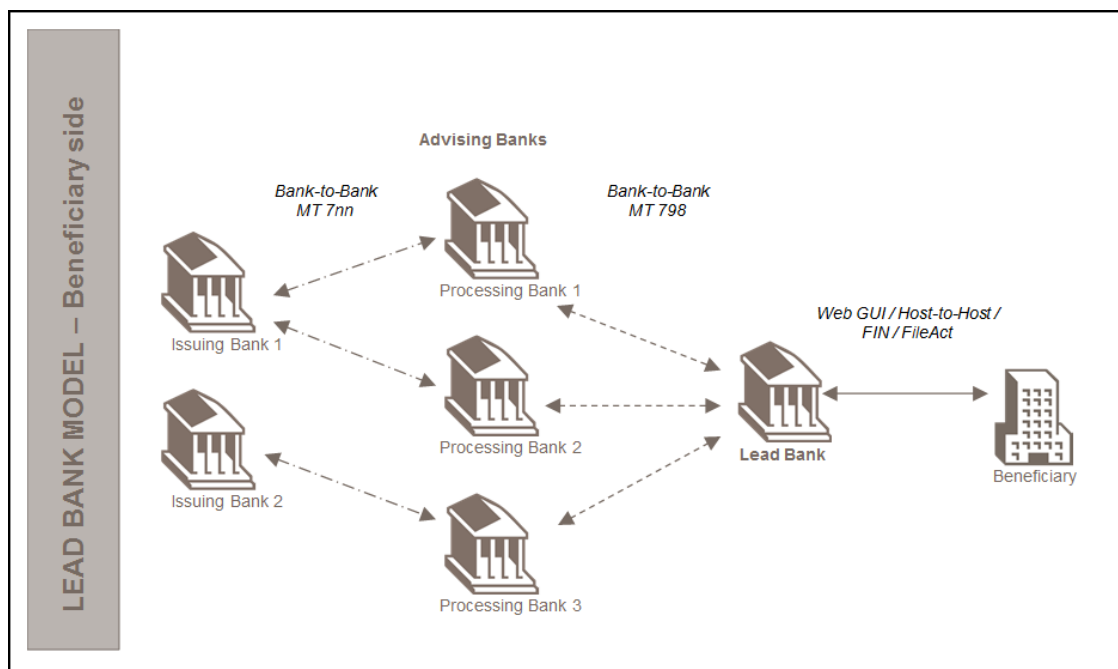 LEAD BANK MODEL – Beneficiary side
Advising Banks
Bank-to-Bank
MT 7nn
Bank-to-Bank
MT 798
Processing Bank 1
Issuing Bank 1
Web GUI / Host-to-Host /
FIN / FileAct
Processing Bank 2
Lead Bank
Beneficiary
Issuing Bank 2
Processing Bank 3